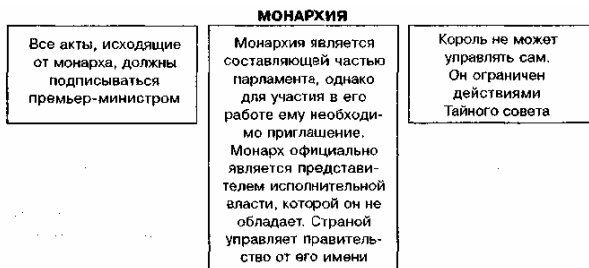 МОНАРХИЯ
Все акты, исходящие
от монарха, должны
подписываться
премьер-министром
Монархия является
составляющей частью
парламента, однако
для участия в его
работе ему необходи-
мо приглашение.
Монарх официально
является представи-
телем исполнительной
власти, которой он не
обладает. Страной
управляет правитель-
ство от его имени
Король не может
управлять сам.
Он ограничен
действиями
Тайного совета